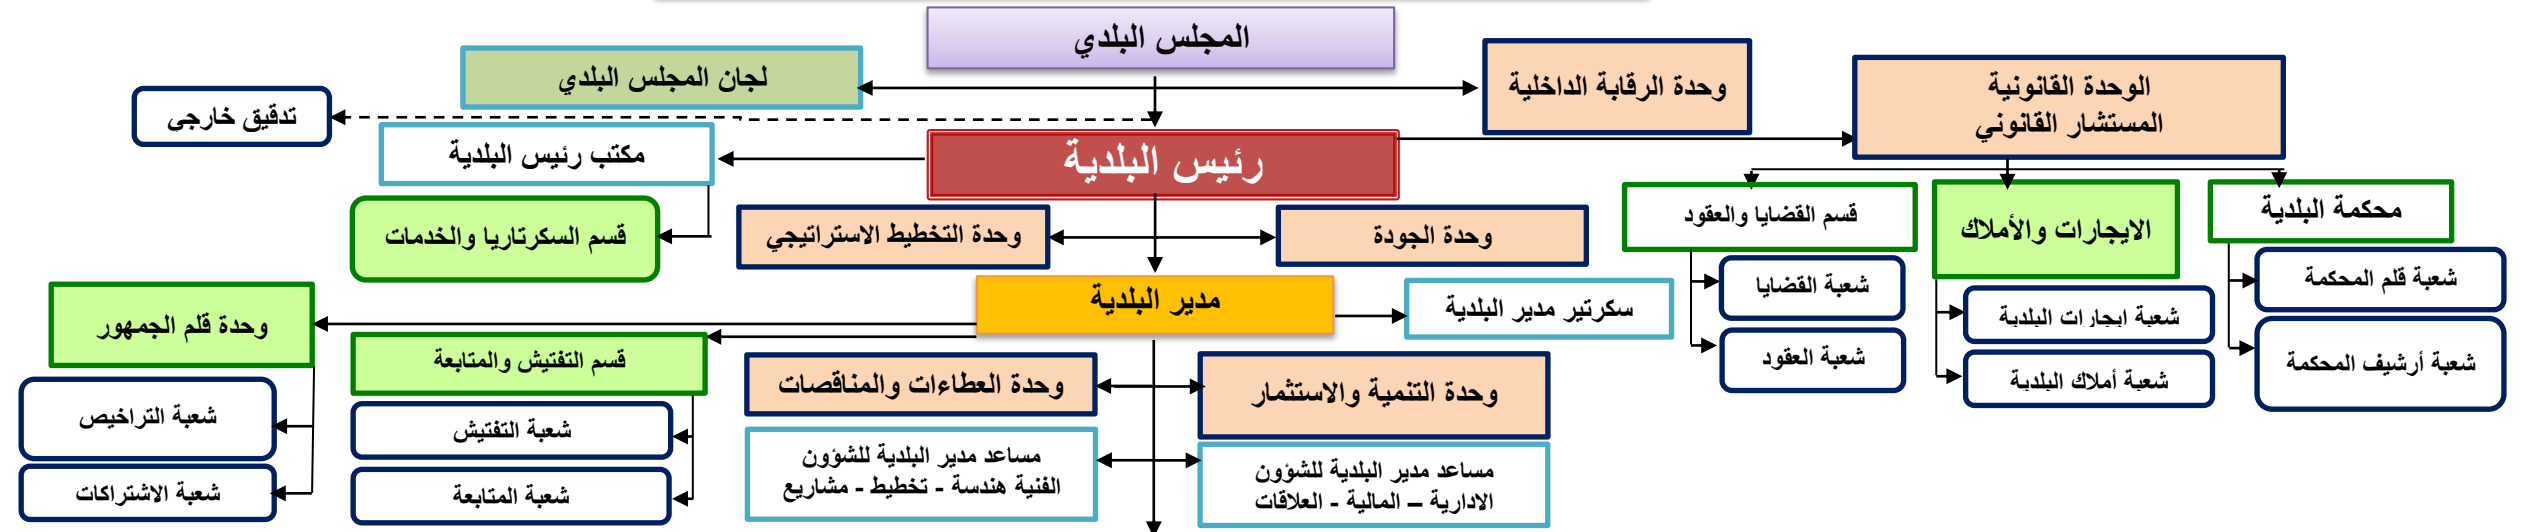 المجلس البلدي
لجان المجلس البلدي
وحدة الرقابة الداخلية
الوحدة القانونية
المستشار القانوني
تدقيق خارجى
مكتب رئيس البلدية
رئيس البلدية
قسم السكرتاريا والخدمات
وحدة التخطيط الاستراتيجي
وحدة الجودة
قسم القضايا والعقود
الايجارات والأملاك
محكمة البلدية
شعبة القضايا
شعبة العقود
شعبة ايجارات البلدية
شعبة أملاك البلدية
شعبة قلم المحكمة
شعبة أرشيف المحكمة
مدير البلدية
سكرتير مدير البلدية
وحدة قلم الجمهور
قسم التفتيش والمتابعة
وحدة العطاءات والمناقصات
وحدة التنمية والاستثمار
شعبة التراخيص
شعبة الاشتراكات
شعبة التفتيش
شعبة المتابعة
مساعد مدير البلدية للشؤون
الفنية هندسة - تخطيط - مشاريع
مساعد مدير البلدية للشؤون
الادارية – المالية - العلاقات